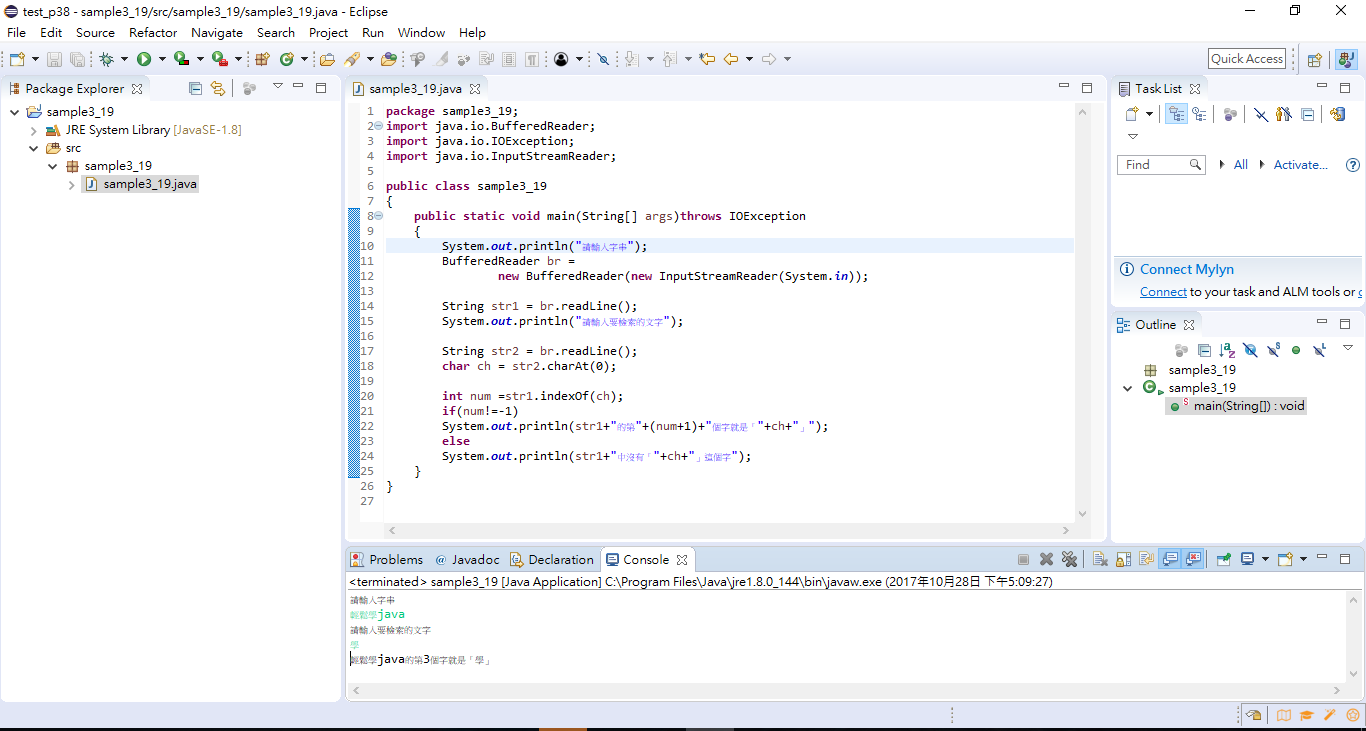 test_p38 - sample3_19/src/sample3_19/sample3_19.java - Eclipse
File Edit Source Refactor Navigate Search Project Run Window Help
Quick Access
Package Explorer
sample3_19
JRE System Library [JavaSE-1.8]
src
sample3_19
sample3_19.java
sample3_19.java
1 package sample3_19;
2 import java.io.BufferedReader;
3 import java.io.IOException;
4 import java.io.InputStreamReader;
5
6 public class sample3_19
7 {
8 public static void main(String[] args)throws IOException
9 {
10 System.out.println("請輸入字串");
11 BufferedReader br =
12 new BufferedReader(new InputStreamReader(System.in));
13
14 String str1 = br.readLine();
15 System.out.println("請輸入要檢索的文字");
16
17 String str2 = br.readLine();
18 char ch = str2.charAt(0);
19
20 int num =str1.indexOf(ch);
21 if(num!=-1)
22 System.out.println(str1+"的第"+(num+1)+"個字就是「"+ch+"」");
23 else
24 System.out.println(str1+"中沒有「"+ch+"」這個字");
25 }
26 }
27
Task List
Find All Activate...
Connect Mylyn
Connect to your task and ALM tools or
Outline
sample3_19
sample3_19
main(String[]) : void
Problems Javadoc Declaration Console
<terminated> sample3_19 [Java Application] C:\Program Files\Java\jre1.8.0_144\bin\javaw.exe (2017年10月28日 下午5:09:27)
請輸入字串
輕鬆學java
請輸入要檢索的文字
學
輕鬆學java的第3個字就是「學」